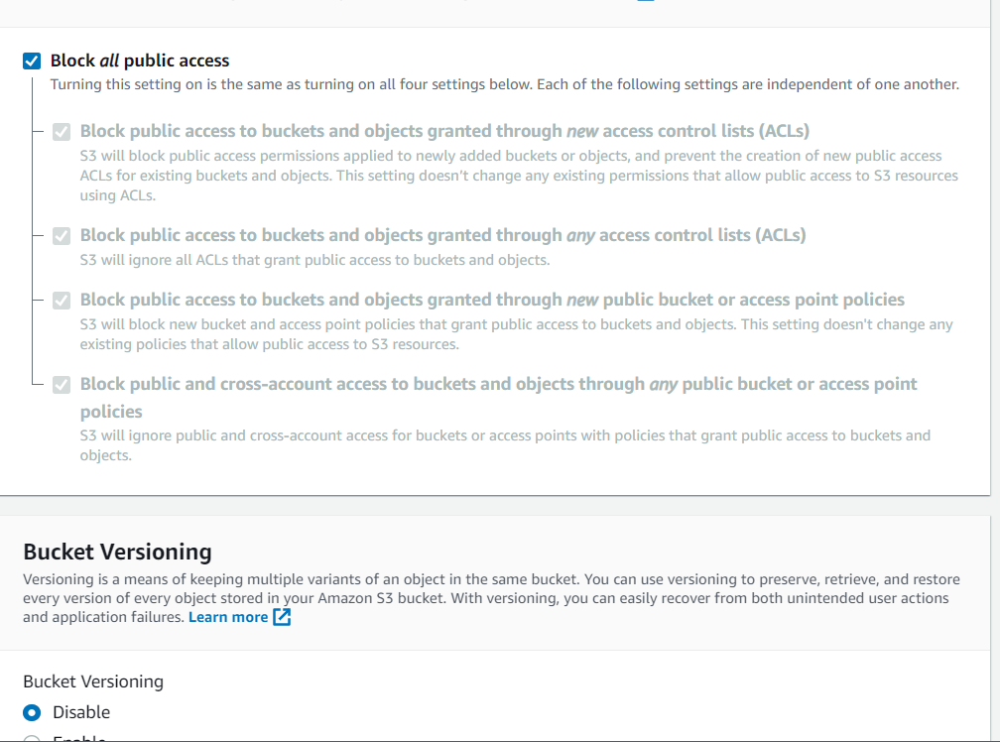 Block all public access
Turning this setting on is the same as turning on all four settings below. Each of the following settings are independent of one another.
Block public access to buckets and objects granted through new access control lists (ACLs)
S3 will block public access permissions applied to newly added buckets or objects, and prevent the creation of new public access
ACLs for existing buckets and objects. This setting doesn't change any existing permissions that allow public access to S3 resources
using ACLs.
Block public access to buckets and objects granted through any access control lists (ACLs)
S3 will ignore all ACLs that grant public access to buckets and objects.
Block public access to buckets and objects granted through new public bucket or access point policies
S3 will block new bucket and access point policies that grant public access to buckets and objects. This setting doesn't change any
existing policies that allow public access to S3 resources.
Block public and cross-account access to buckets and objects through any public bucket or access point
policies
S3 will ignore public and cross-account access for buckets or access points with policies that grant public access to buckets and
objects.
Bucket Versioning
Versioning is a means of keeping multiple variants of an object in the same bucket. You can use versioning to preserve, retrieve, and restore
every version of every object stored in your Amazon S3 bucket. With versioning, you can easily recover from both unintended user actions
and application failures. Learn more
Bucket Versioning
Disable
Enable